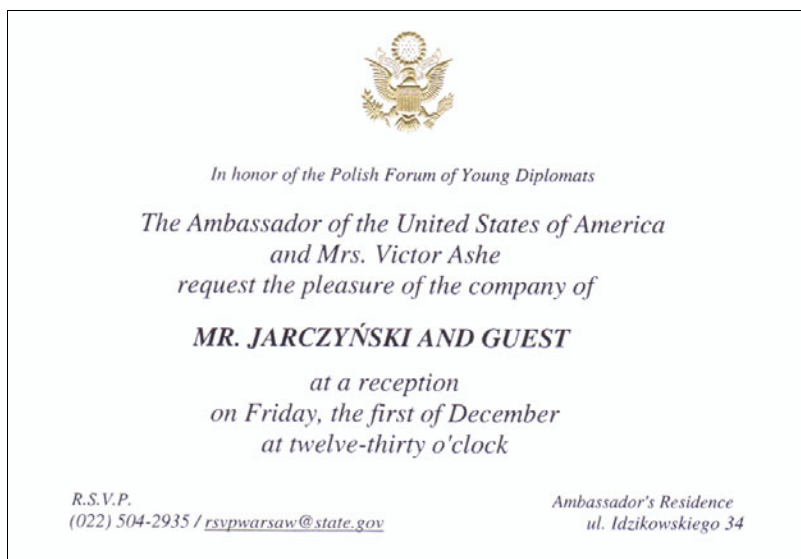 In honor of the Polish Forum of Young Diplomats
The Ambassador of the United States of America
and Mrs. Victor Ashe
request the pleasure of the company of
MR. JARCZYŃSKI AND GUEST
at a reception
on Friday, the first of December
at twelve-thirty o'clock
R.S.V.P.
(022) 504-2935 / rsvpwarsaw@state.gov
Ambassador's Residence
ul. Idzikowskiego 34